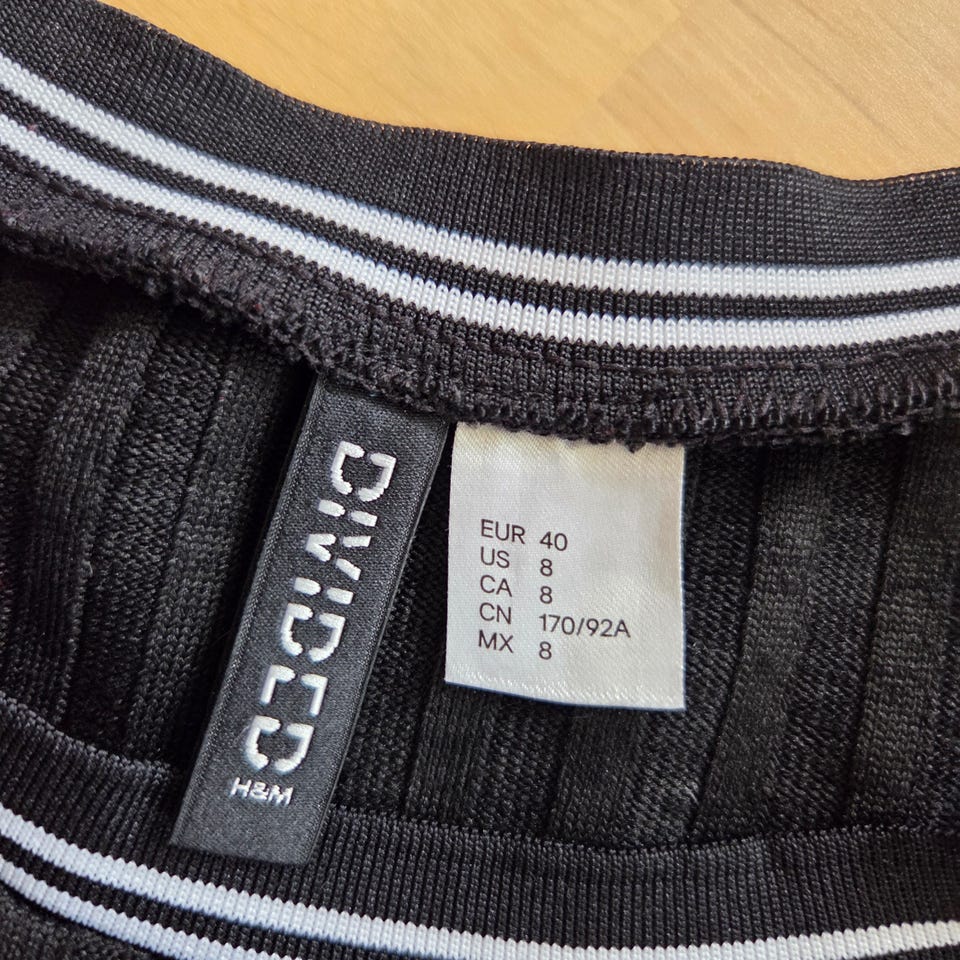 DIVIDED
H&M
EUR 40
US 8
CA 8
CN 170/92A
MX 8